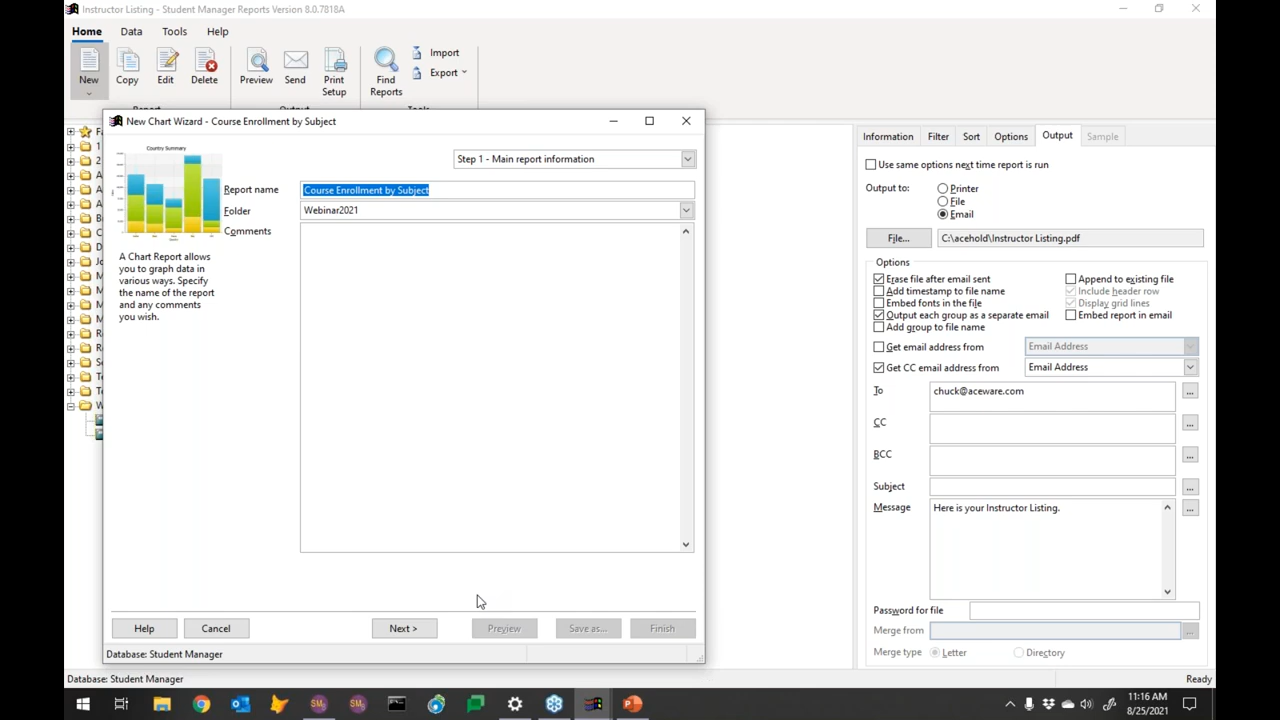 Instructor Listing - Student Manager Reports Version 8.0.7818A
Home Data Tools Help
New Copy Edit Delete Preview Send Print Setup Find Reports Import Export
New Chart Wizard - Course Enrollment by Subject
Country Summary
Step 1 - Main report information
Report name Course Enrollment by Subject
Folder Webinar2021
Comments
A Chart Report allows
you to graph data in
various ways. Specify
the name of the report
and any comments
you wish.
Help Cancel Next > Preview Save as... Finish
Database: Student Manager
Information Filter Sort Options Output Sample
Use same options next time report is run
Output to: Printer
File
Email
File... C:\acehold\Instructor Listing.pdf
Options
Erase file after email sent Append to existing file
Add timestamp to file name Include header row
Embed fonts in the file Display grid lines
Output each group as a separate email Embed report in email
Add group to file name
Get email address from Email Address
Get CC email address from Email Address
To chuck@aceware.com ...
CC ...
BCC ...
Subject ...
Message Here is your Instructor Listing. ...
Password for file
Merge from ...
Merge type Letter Directory
Database: Student Manager Ready
11:16 AM
8/25/2021